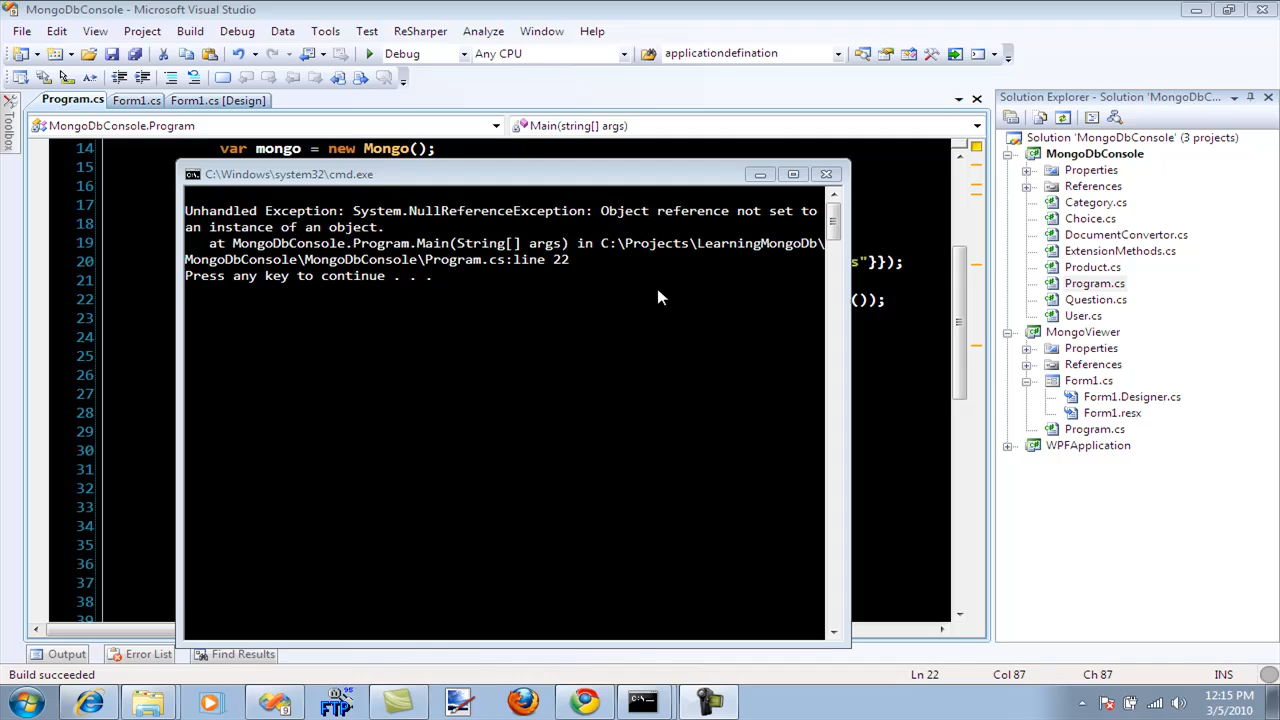 MongoDbConsole - Microsoft Visual Studio
File Edit View Project Build Debug Data Tools Test ReSharper Analyze Window Help
Debug Any CPU applicationdefination
Program.cs Form1.cs Form1.cs [Design]
MongoDbConsole.Program Main(string[] args)
Toolbox
14 var mongo = new Mongo();
15
16
17
18
19
20 s"}});
21
22 ());
23
24
25
26
27
28
29
30
31
32
33
34
35
36
37
38
39
C:\Windows\system32\cmd.exe
Unhandled Exception: System.NullReferenceException: Object reference not set to
an instance of an object.
at MongoDbConsole.Program.Main(String[] args) in C:\Projects\LearningMongoDb\
MongoDbConsole\MongoDbConsole\Program.cs:line 22
Press any key to continue . . .
Solution Explorer - Solution 'MongoDbC...
Solution 'MongoDbConsole' (3 projects)
MongoDbConsole
Properties
References
Category.cs
Choice.cs
DocumentConvertor.cs
ExtensionMethods.cs
Product.cs
Program.cs
Question.cs
User.cs
MongoViewer
Properties
References
Form1.cs
Form1.Designer.cs
Form1.resx
Program.cs
WPFApplication
Output Error List Find Results
Build succeeded Ln 22 Col 87 Ch 87 INS
FTP
12:15 PM
3/5/2010